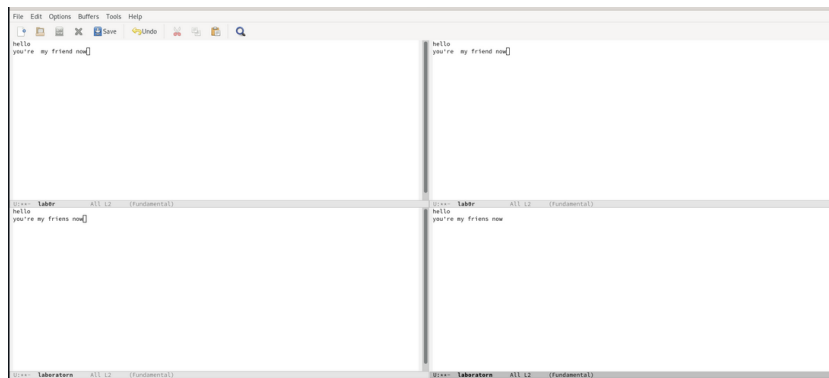 File Edit Options Buffers Tools Help
Save Undo
hello
you're  my friend now
U:**- lab0r All L2 (Fundamental)
hello
you're  my friend now
U:**- lab0r All L2 (Fundamental)
hello
you're my friens now
U:**- laboratorn All L2 (Fundamental)
hello
you're my friens now
U:**- laboratorn All L2 (Fundamental)